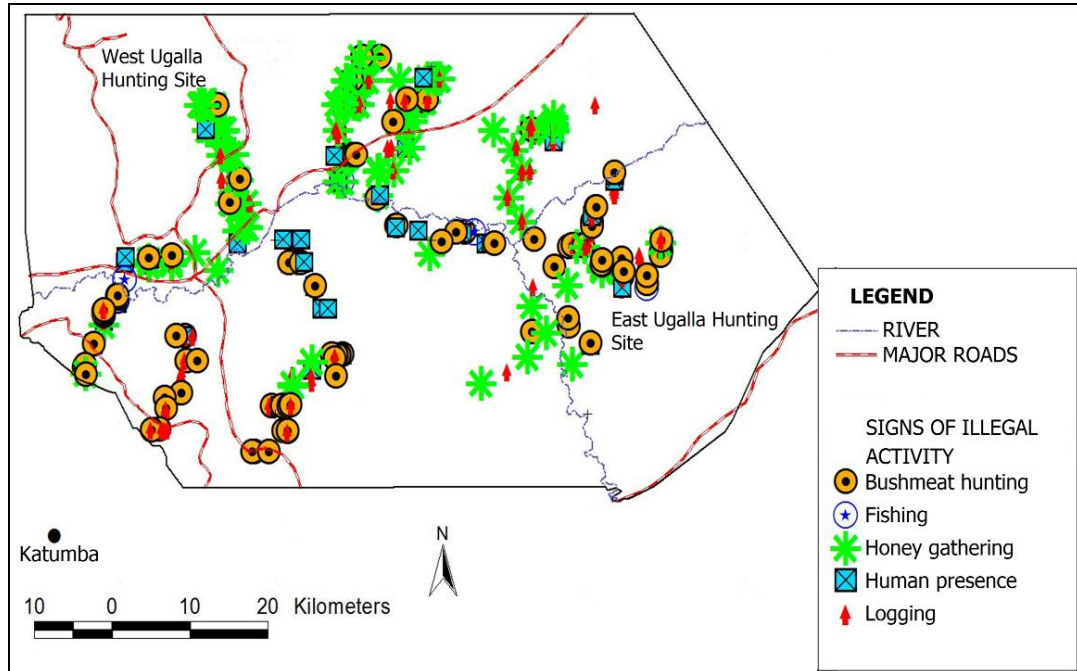 West Ugalla
Hunting Site
East Ugalla Hunting
Site
Katumba
N
10 0 10 20 Kilometers
LEGEND
RIVER
MAJOR ROADS
SIGNS OF ILLEGAL
ACTIVITY
Bushmeat hunting
Fishing
Honey gathering
Human presence
Logging